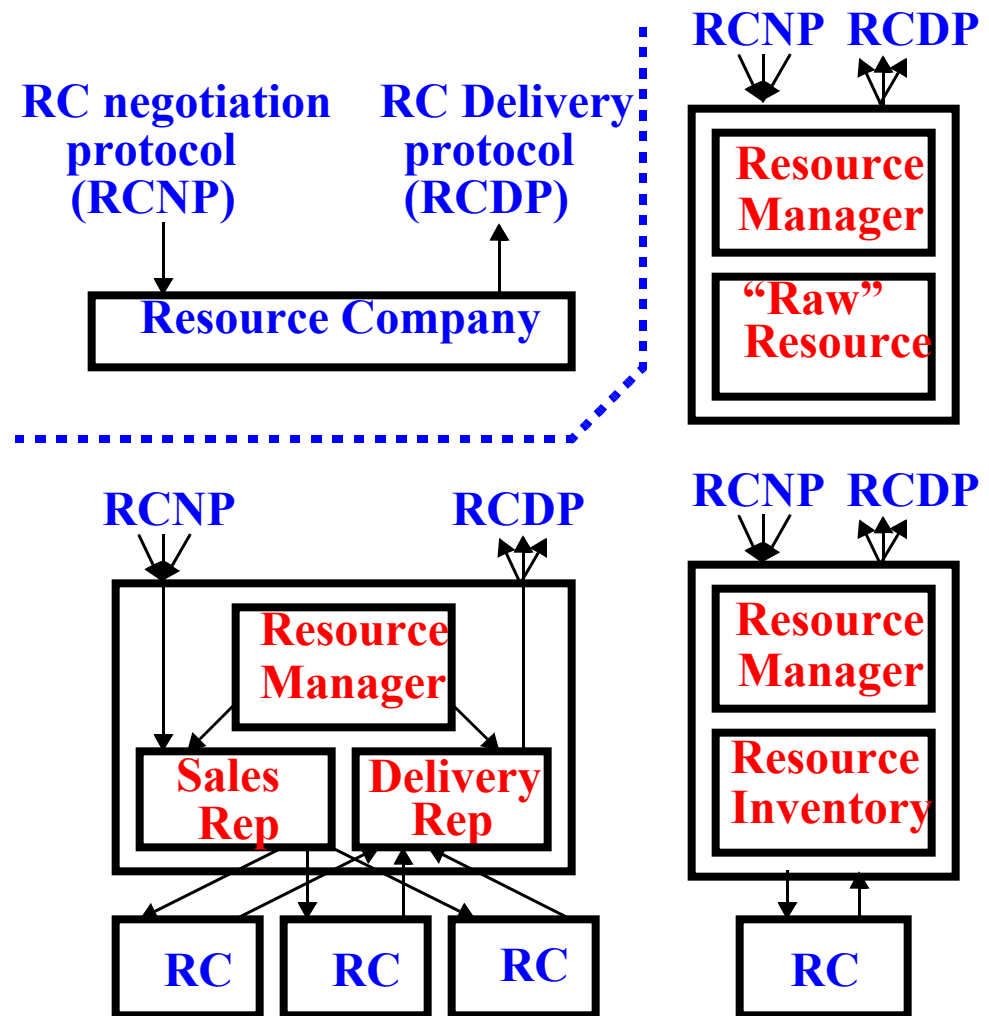 RC negotiation
protocol
(RCNP)
RC Delivery
protocol
(RCDP)
Resource Company
RCNP RCDP
Resource
Manager
“Raw”
Resource
RCNP RCDP
Resource
Manager
Sales
Rep
Delivery
Rep
RC RC RC
RCNP RCDP
Resource
Manager
Resource
Inventory
RC